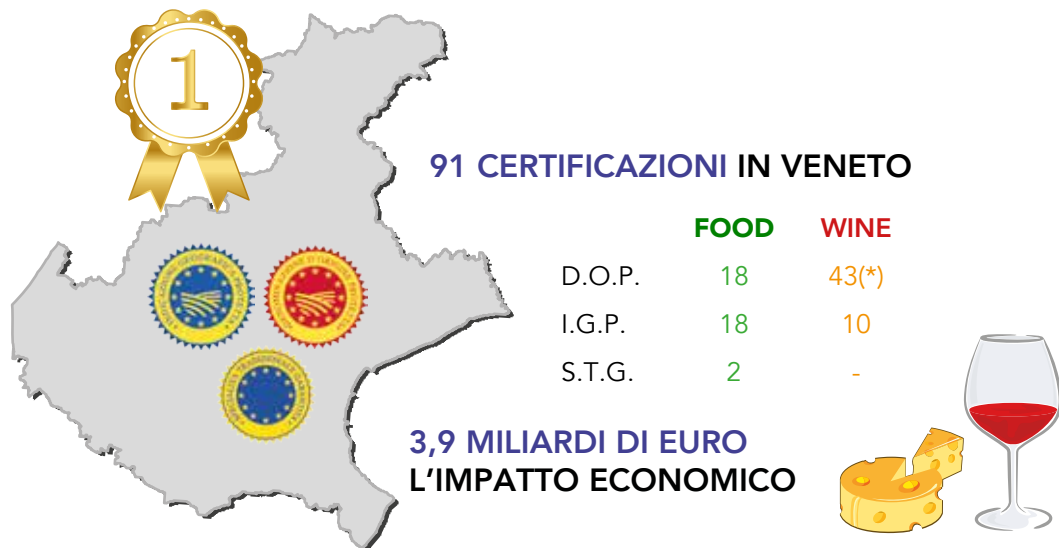 1
91 CERTIFICAZIONI IN VENETO
FOOD WINE
D.O.P. 18 43(*)
I.G.P. 18 10
S.T.G. 2 -
3,9 MILIARDI DI EURO
L'IMPATTO ECONOMICO